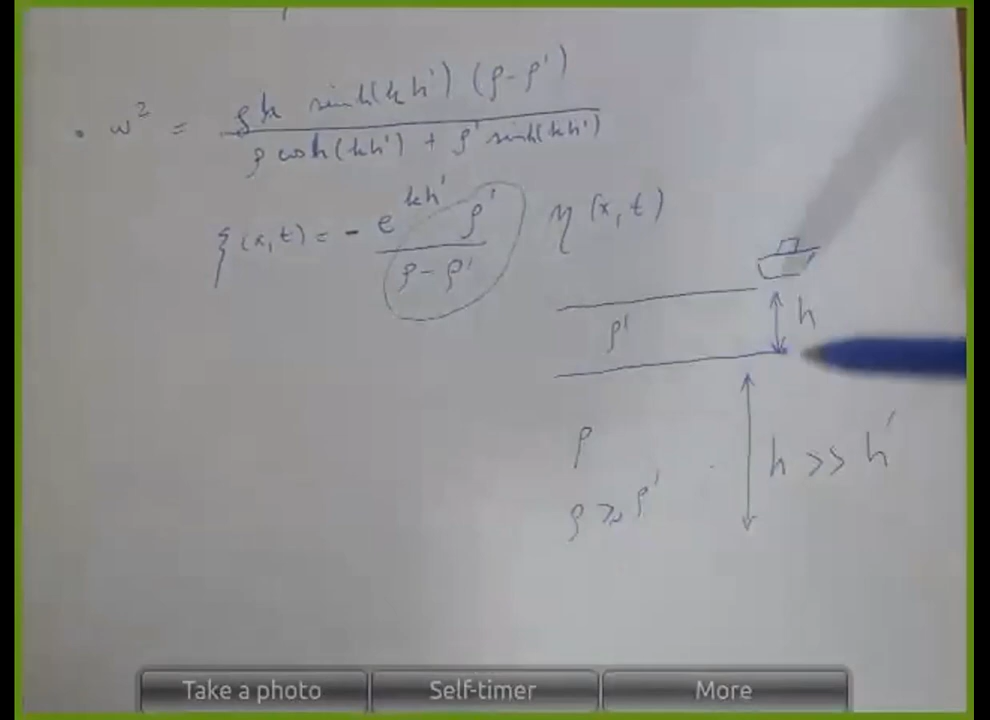 • ω² = gk sinh(kh') (ρ-ρ') / ρ cosh(kh') + ρ' sinh(kh')
ξ(x,t) = - e^{kh'} ρ' / ρ-ρ' η(x,t)
h
ρ'
ρ
h >> h'
ρ ≳ ρ'
Take a photo
Self-timer
More